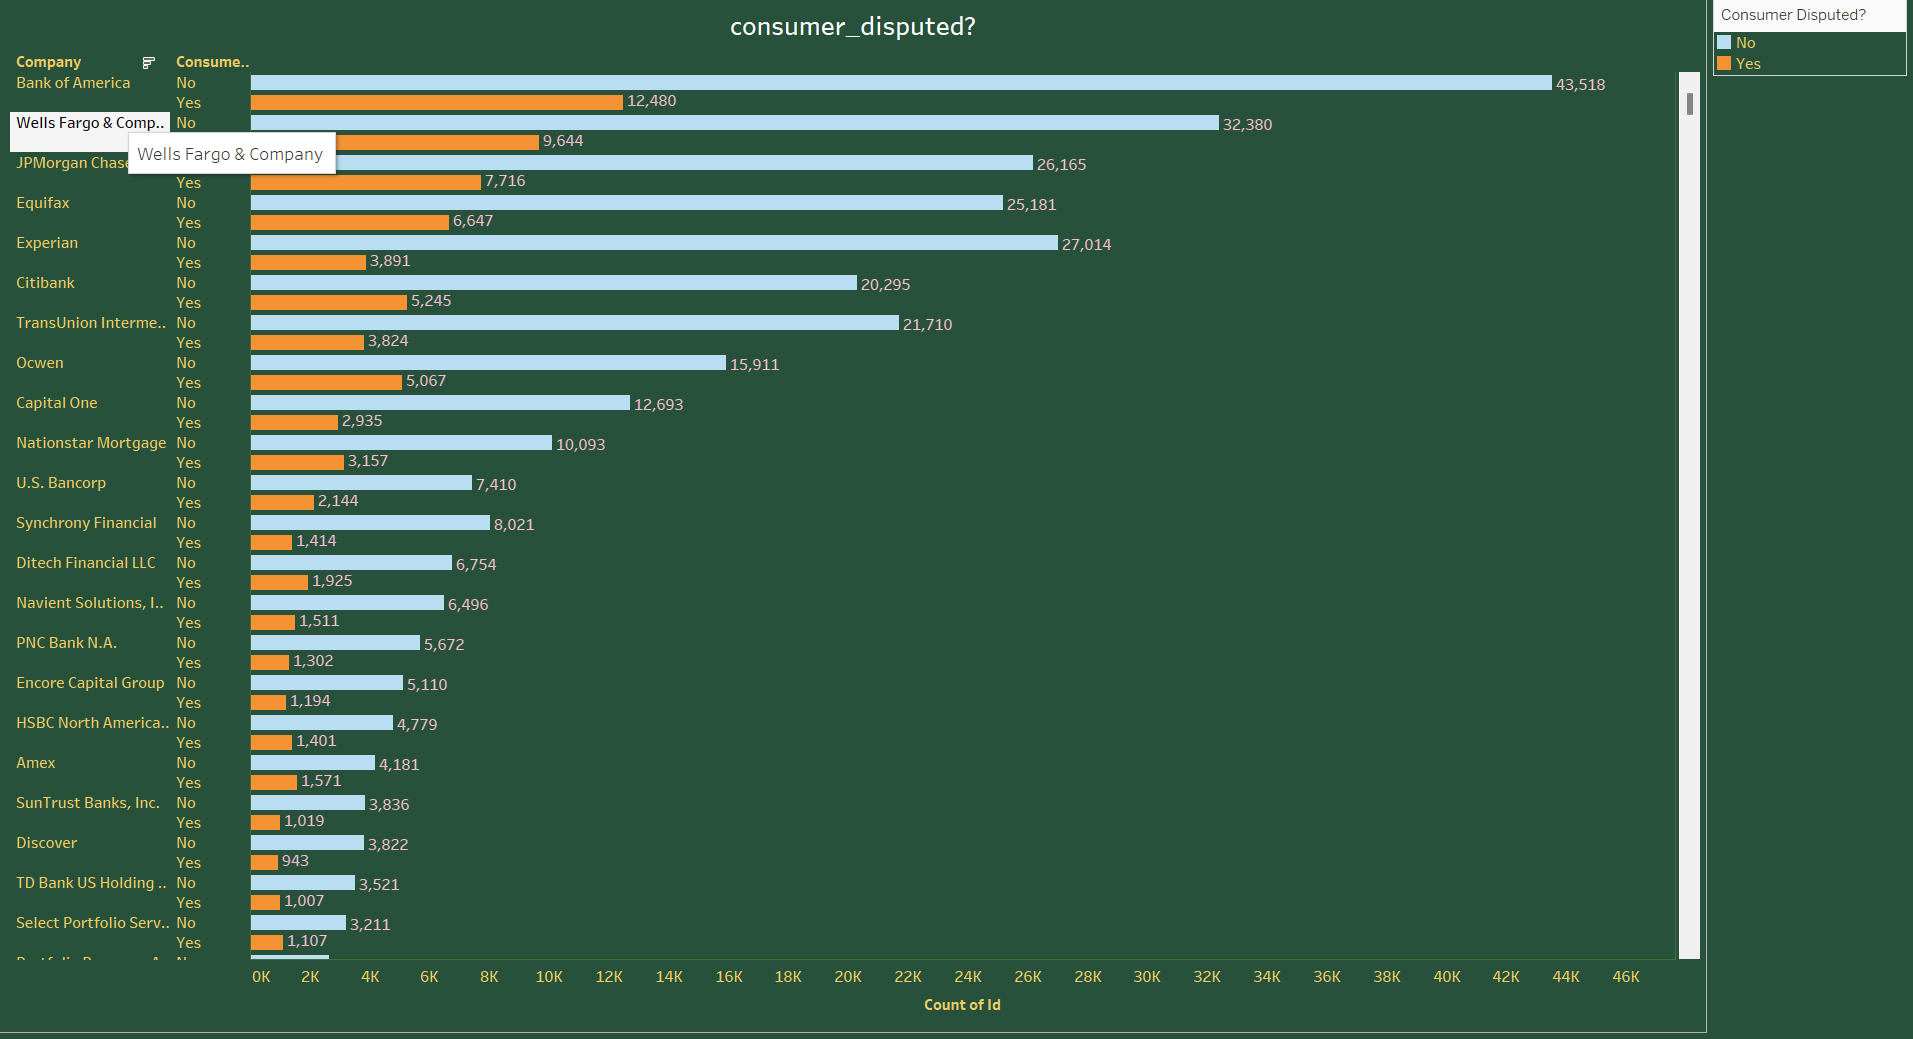 consumer_disputed?
Consumer Disputed?
No
Yes
Company Consume..
Bank of America No 43,518
Yes 12,480
Wells Fargo & Comp.. No 32,380
9,644
Wells Fargo & Company
JPMorgan Chase 26,165
Yes 7,716
Equifax No 25,181
Yes 6,647
Experian No 27,014
Yes 3,891
Citibank No 20,295
Yes 5,245
TransUnion Interme.. No 21,710
Yes 3,824
Ocwen No 15,911
Yes 5,067
Capital One No 12,693
Yes 2,935
Nationstar Mortgage No 10,093
Yes 3,157
U.S. Bancorp No 7,410
Yes 2,144
Synchrony Financial No 8,021
Yes 1,414
Ditech Financial LLC No 6,754
Yes 1,925
Navient Solutions, I.. No 6,496
Yes 1,511
PNC Bank N.A. No 5,672
Yes 1,302
Encore Capital Group No 5,110
Yes 1,194
HSBC North America.. No 4,779
Yes 1,401
Amex No 4,181
Yes 1,571
SunTrust Banks, Inc. No 3,836
Yes 1,019
Discover No 3,822
Yes 943
TD Bank US Holding .. No 3,521
Yes 1,007
Select Portfolio Serv.. No 3,211
Yes 1,107
0K 2K 4K 6K 8K 10K 12K 14K 16K 18K 20K 22K 24K 26K 28K 30K 32K 34K 36K 38K 40K 42K 44K 46K
Count of Id